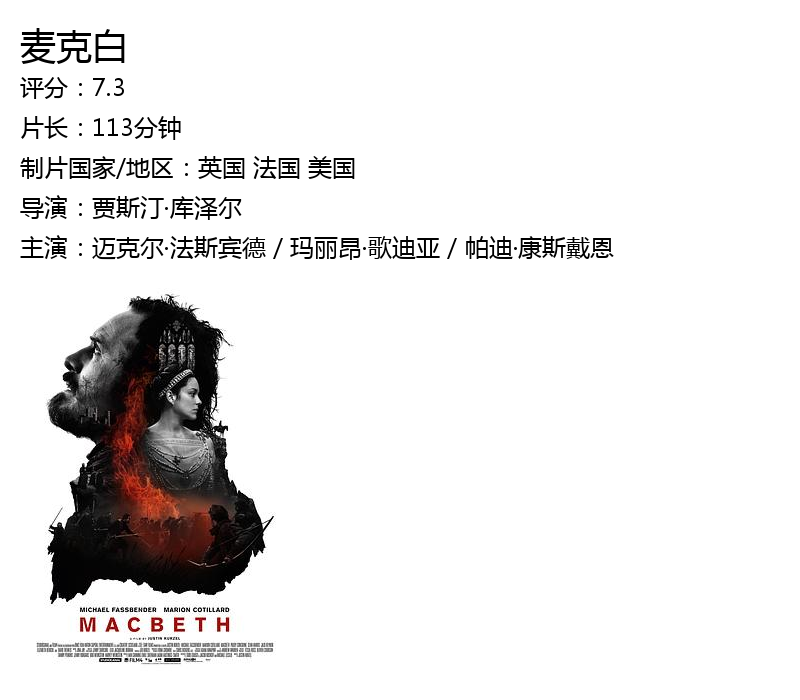 麦克白
评分：7.3
片长：113分钟
制片国家/地区：英国 法国 美国
导演：贾斯汀·库泽尔
主演：迈克尔·法斯宾德 / 玛丽昂·歌迪亚 / 帕迪·康斯戴恩
MICHAEL FASSBENDER MARION COTILLARD
MACBETH
A FILM BY JUSTIN KURZEL